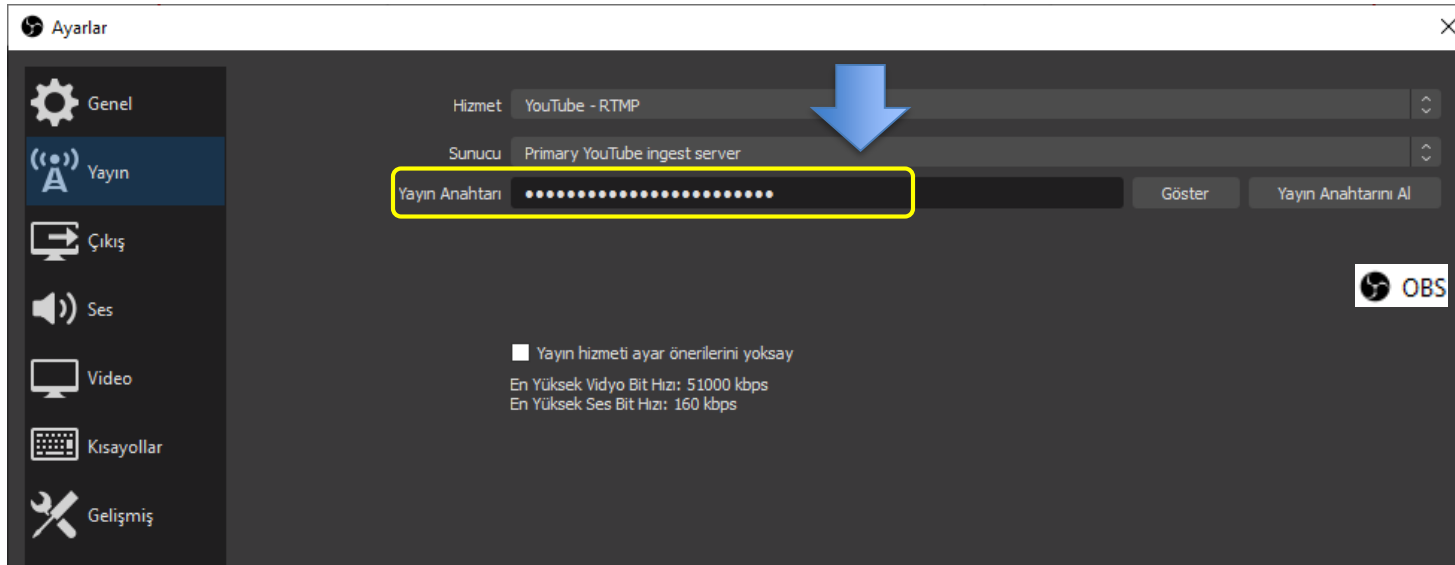 Ayarlar
Genel
Hizmet YouTube - RTMP
Sunucu Primary YouTube ingest server
Yayın
Yayın Anahtarı •••••••••••••••••••••••• Göster Yayın Anahtarını Al
Çıkış
OBS
Ses
Yayın hizmeti ayar önerilerini yoksay
Video
En Yüksek Vidyo Bit Hızı: 51000 kbps
En Yüksek Ses Bit Hızı: 160 kbps
Kısayollar
Gelişmiş